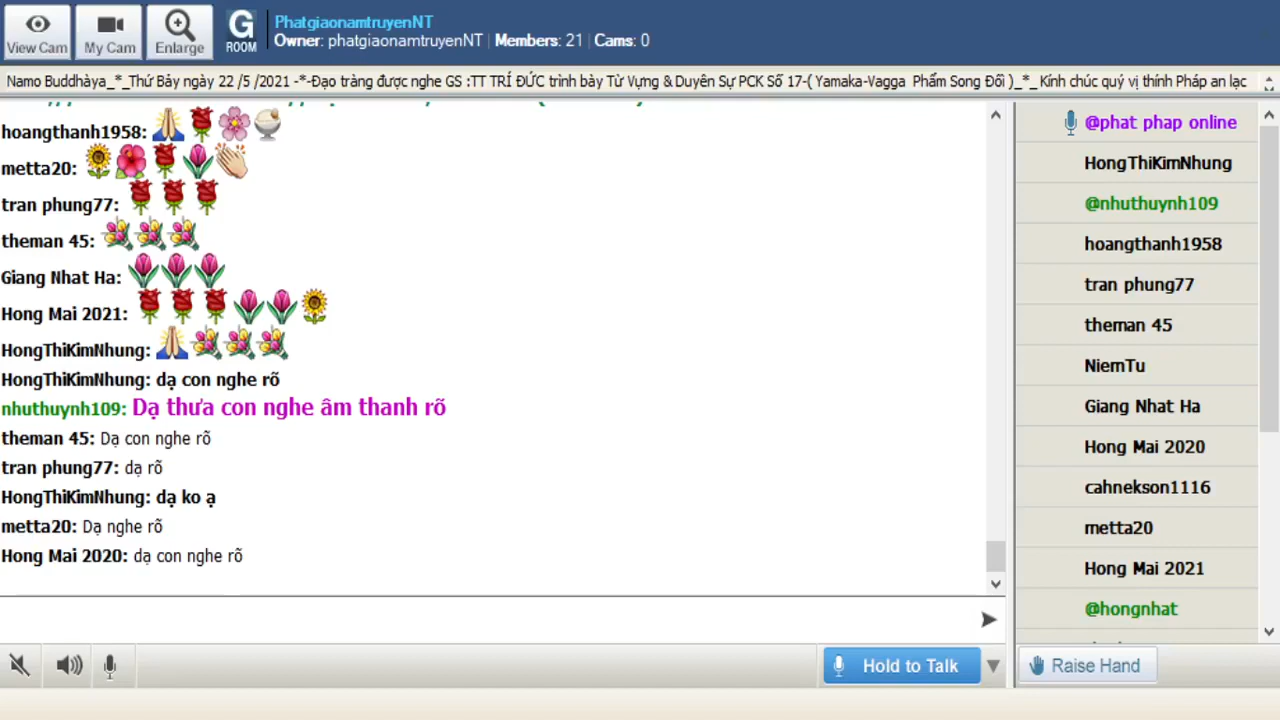 View Cam
My Cam
Enlarge
G
ROOM
PhatgiaonamtruyenNT
Owner: phatgiaonamtruyenNT | Members: 21 | Cams: 0
Namo Buddhàya_*_Thứ Bảy ngày 22 /5 /2021 -*-Đạo tràng được nghe GS :TT TRÍ ĐỨC trình bày Từ Vựng & Duyên Sự PCK Số 17-( Yamaka-Vagga Phẩm Song Đối )_*_ Kính chúc quý vị thính Pháp an lạc
hoangthanh1958:
metta20:
tran phung77:
theman 45:
Giang Nhat Ha:
Hong Mai 2021:
HongThiKimNhung:
HongThiKimNhung: dạ con nghe rõ
nhuthuynh109: Dạ thưa con nghe âm thanh rõ
theman 45: Dạ con nghe rõ
tran phung77: dạ rõ
HongThiKimNhung: dạ ko ạ
metta20: Dạ nghe rõ
Hong Mai 2020: dạ con nghe rõ
@phat phap online
HongThiKimNhung
@nhuthuynh109
hoangthanh1958
tran phung77
theman 45
NiemTu
Giang Nhat Ha
Hong Mai 2020
cahnekson1116
metta20
Hong Mai 2021
@hongnhat
Hold to Talk
Raise Hand